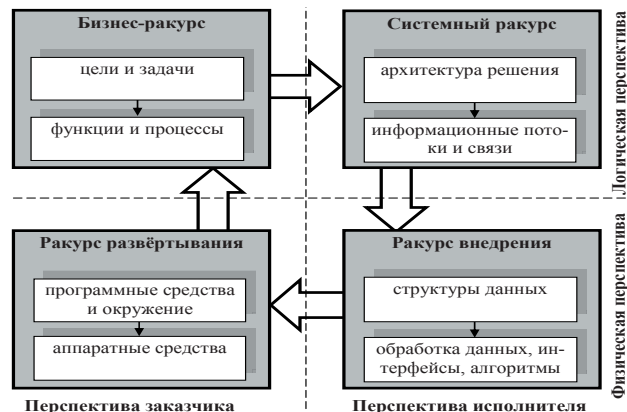 Бизнес-ракурс
цели и задачи
функции и процессы
Системный ракурс
архитектура решения
информационные пото-
ки и связи
Логическая перспектива
Ракурс развёртывания
программные средства
и окружение
аппаратные средства
Ракурс внедрения
структуры данных
обработка данных, ин-
терфейсы, алгоритмы
Физическая перспектива
Перспектива заказчика
Перспектива исполнителя